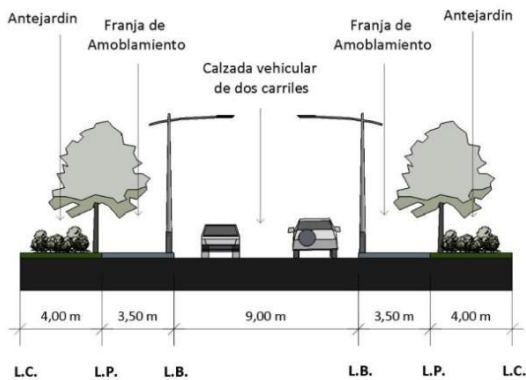 Antejardin
Franja de
Amoblamiento
Calzada vehicular
de dos carriles
Franja de
Amoblamiento
Antejardin
4,00 m
3,50 m
9,00 m
3,50 m
4,00 m
L.C.
L.P.
L.B.
L.B.
L.P.
L.C.